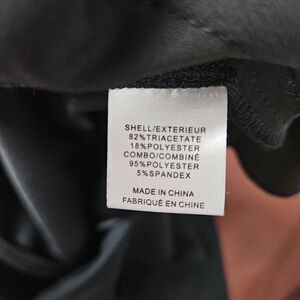 SHELL/EXTERIEUR
82%TRIACETATE
18%POLYESTER
COMBO/COMBINÉ
95%POLYESTER
5%SPANDEX
MADE IN CHINA
FABRIQUÉ EN CHINE